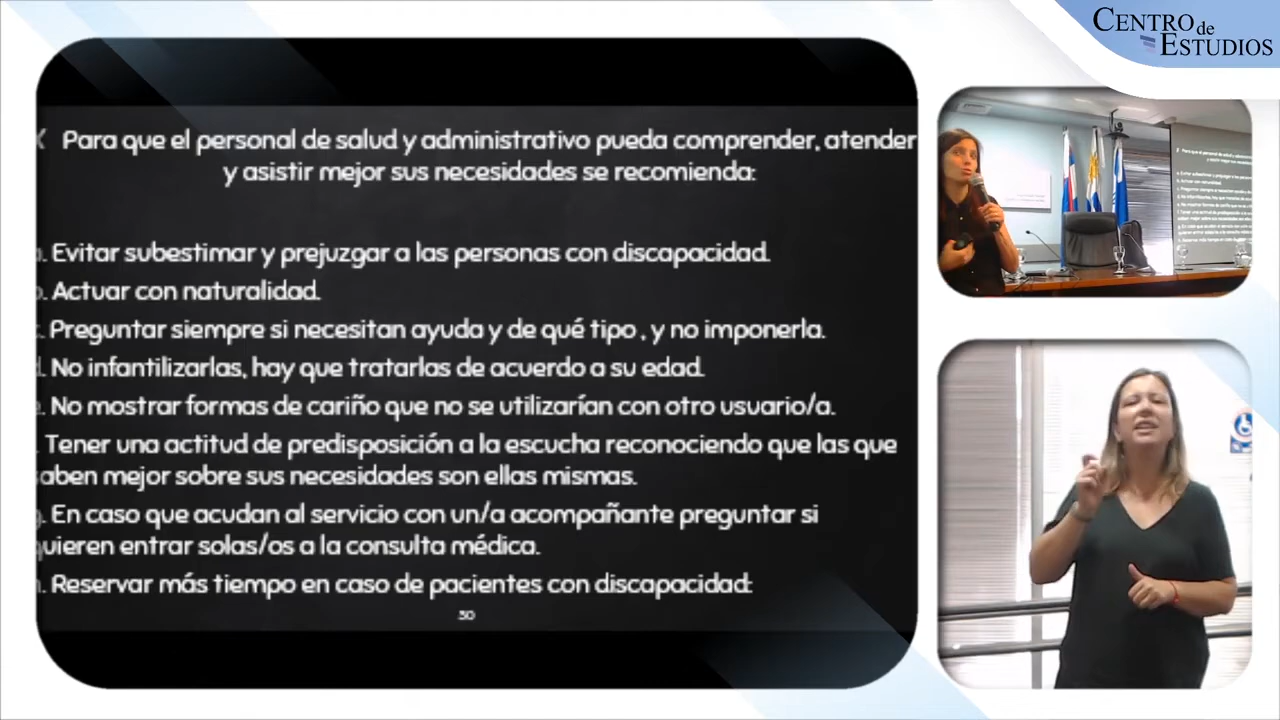 CENTRO de
ESTUDIOS
Para que el personal de salud y administrativo pueda comprender, atender
y asistir mejor sus necesidades se recomienda:
. Evitar subestimar y prejuzgar a las personas con discapacidad.
. Actuar con naturalidad.
. Preguntar siempre si necesitan ayuda y de qué tipo , y no imponerla.
. No infantilizarlas, hay que tratarlas de acuerdo a su edad.
. No mostrar formas de cariño que no se utilizarían con otro usuario/a.
. Tener una actitud de predisposición a la escucha reconociendo que las que
saben mejor sobre sus necesidades son ellas mismas.
g. En caso que acudan al servicio con un/a acompañante preguntar si
quieren entrar solas/os a la consulta médica.
. Reservar más tiempo en caso de pacientes con discapacidad:
30